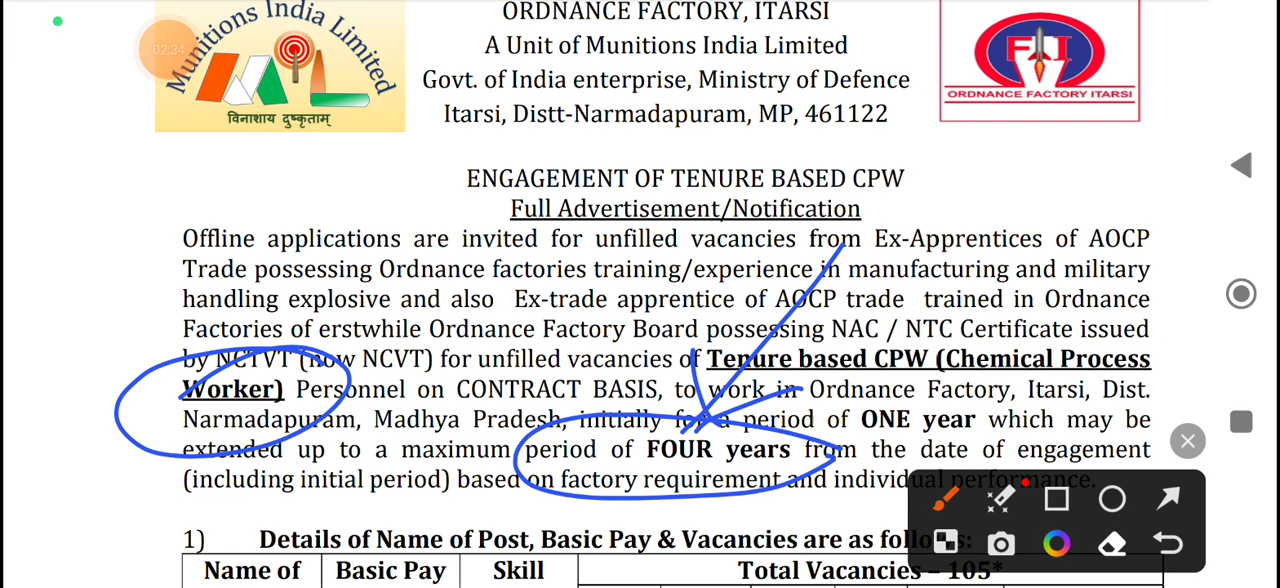 Munitions India Limited
विनाशाय दुष्कृताम्
02:34
ORDNANCE FACTORY, ITARSI
A Unit of Munitions India Limited
Govt. of India enterprise, Ministry of Defence
Itarsi, Distt-Narmadapuram, MP, 461122
ORDNANCE FACTORY ITARSI
ENGAGEMENT OF TENURE BASED CPW
Full Advertisement/Notification
Offline applications are invited for unfilled vacancies from Ex-Apprentices of AOCP
Trade possessing Ordnance factories training/experience in manufacturing and military
handling explosive and also Ex-trade apprentice of AOCP trade trained in Ordnance
Factories of erstwhile Ordnance Factory Board possessing NAC / NTC Certificate issued
by NCTVT (now NCVT) for unfilled vacancies of Tenure based CPW (Chemical Process
Worker) Personnel on CONTRACT BASIS, to work in Ordnance Factory, Itarsi, Dist.
Narmadapuram, Madhya Pradesh, initially for a period of ONE year which may be
extended up to a maximum period of FOUR years from the date of engagement
(including initial period) based on factory requirement and individual performance.
1) Details of Name of Post, Basic Pay & Vacancies are as follows:
Name of Basic Pay Skill Total Vacancies – 105*